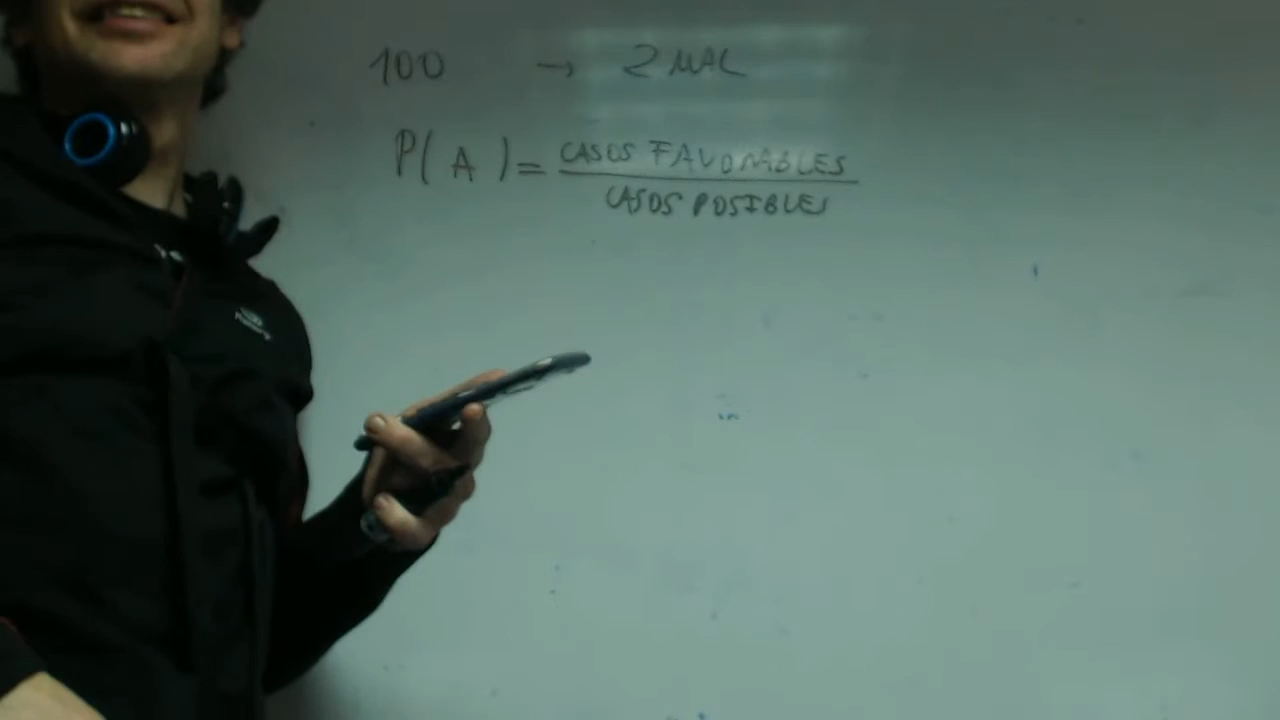 100 → 2 MAL
P(A) = CASOS FAVORABLES
CASOS POSIBLES